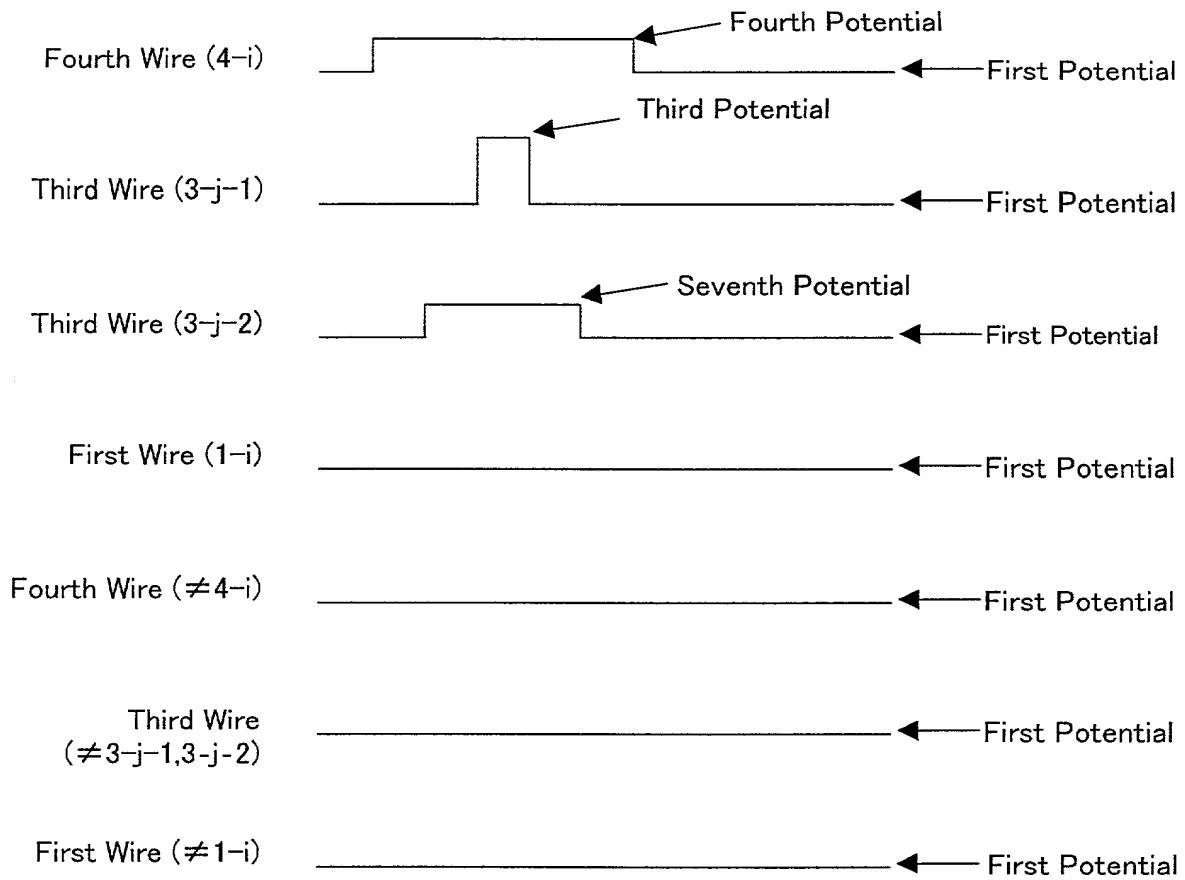 Fourth Potential
Fourth Wire (4-i)
First Potential
Third Potential
Third Wire (3-j-1)
First Potential
Seventh Potential
Third Wire (3-j-2)
First Potential
First Wire (1-i)
First Potential
Fourth Wire (≠4-i)
First Potential
Third Wire
(≠3-j-1,3-j-2)
First Potential
First Wire (≠1-i)
First Potential